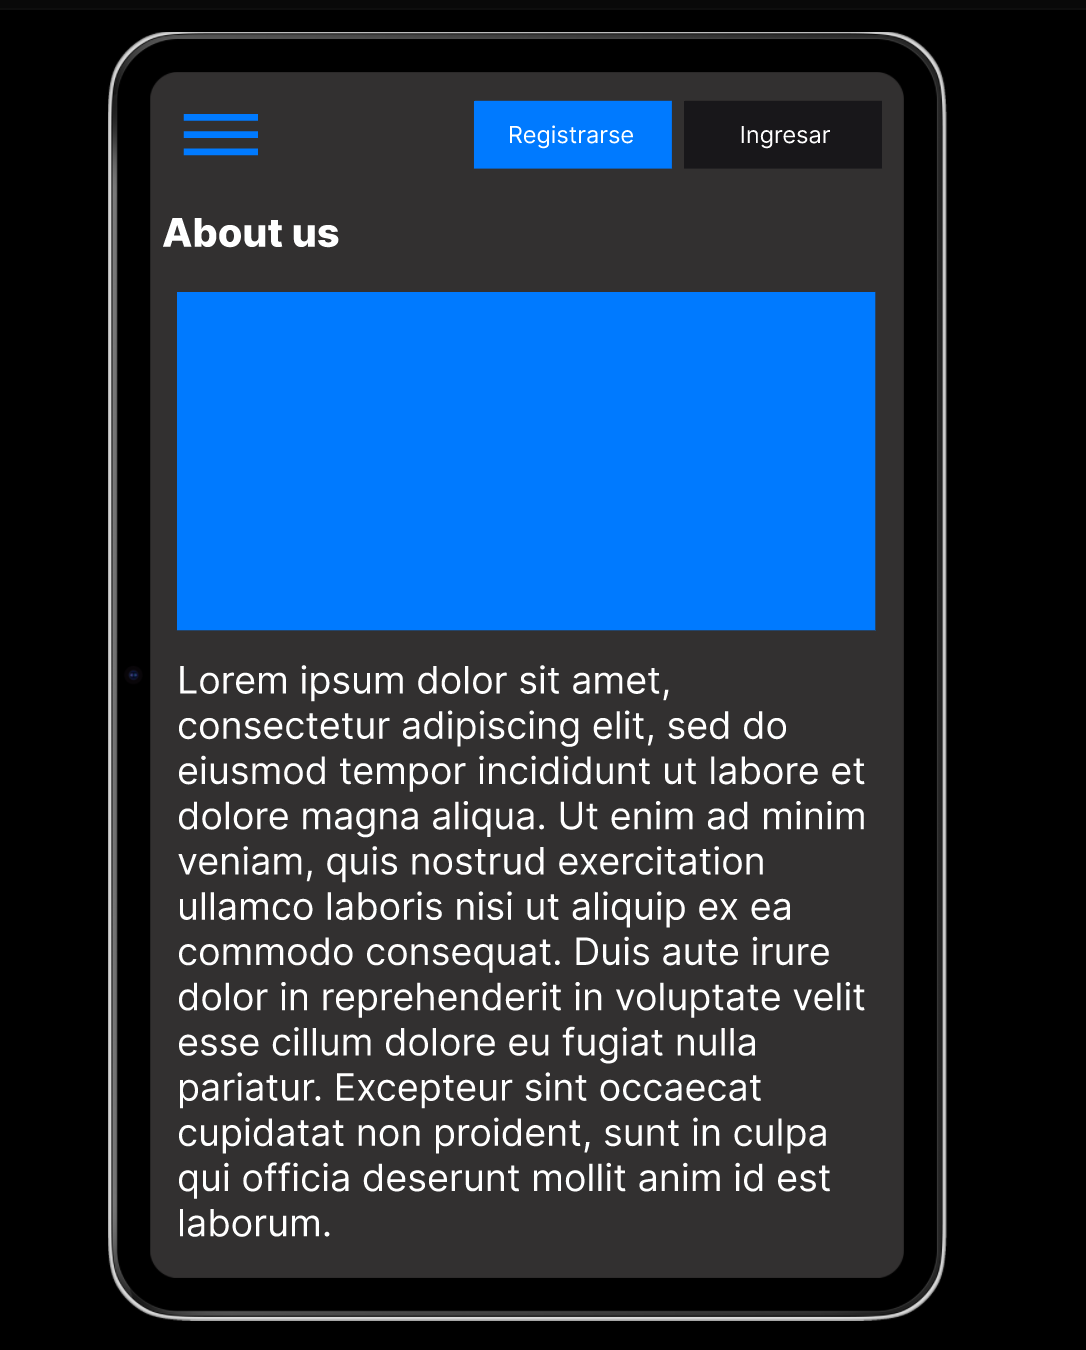 Registrarse Ingresar
About us
Lorem ipsum dolor sit amet,
consectetur adipiscing elit, sed do
eiusmod tempor incididunt ut labore et
dolore magna aliqua. Ut enim ad minim
veniam, quis nostrud exercitation
ullamco laboris nisi ut aliquip ex ea
commodo consequat. Duis aute irure
dolor in reprehenderit in voluptate velit
esse cillum dolore eu fugiat nulla
pariatur. Excepteur sint occaecat
cupidatat non proident, sunt in culpa
qui officia deserunt mollit anim id est
laborum.